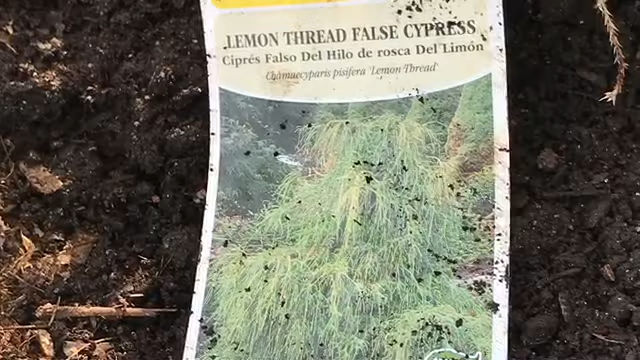 LEMON THREAD FALSE CYPRESS
Ciprés Falso Del Hilo de rosca Del Limón
Chamaecyparis pisifera 'Lemon Thread'